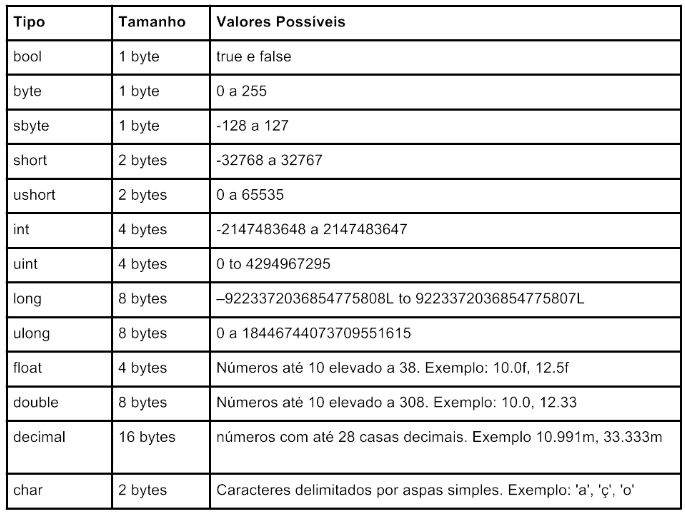 Tipo Tamanho Valores Possíveis
bool 1 byte true e false
byte 1 byte 0 a 255
sbyte 1 byte -128 a 127
short 2 bytes -32768 a 32767
ushort 2 bytes 0 a 65535
int 4 bytes -2147483648 a 2147483647
uint 4 bytes 0 to 4294967295
long 8 bytes –9223372036854775808L to 9223372036854775807L
ulong 8 bytes 0 a 18446744073709551615
float 4 bytes Números até 10 elevado a 38. Exemplo: 10.0f, 12.5f
double 8 bytes Números até 10 elevado a 308. Exemplo: 10.0, 12.33
decimal 16 bytes números com até 28 casas decimais. Exemplo 10.991m, 33.333m
char 2 bytes Caracteres delimitados por aspas simples. Exemplo: 'a', 'ç', 'o'